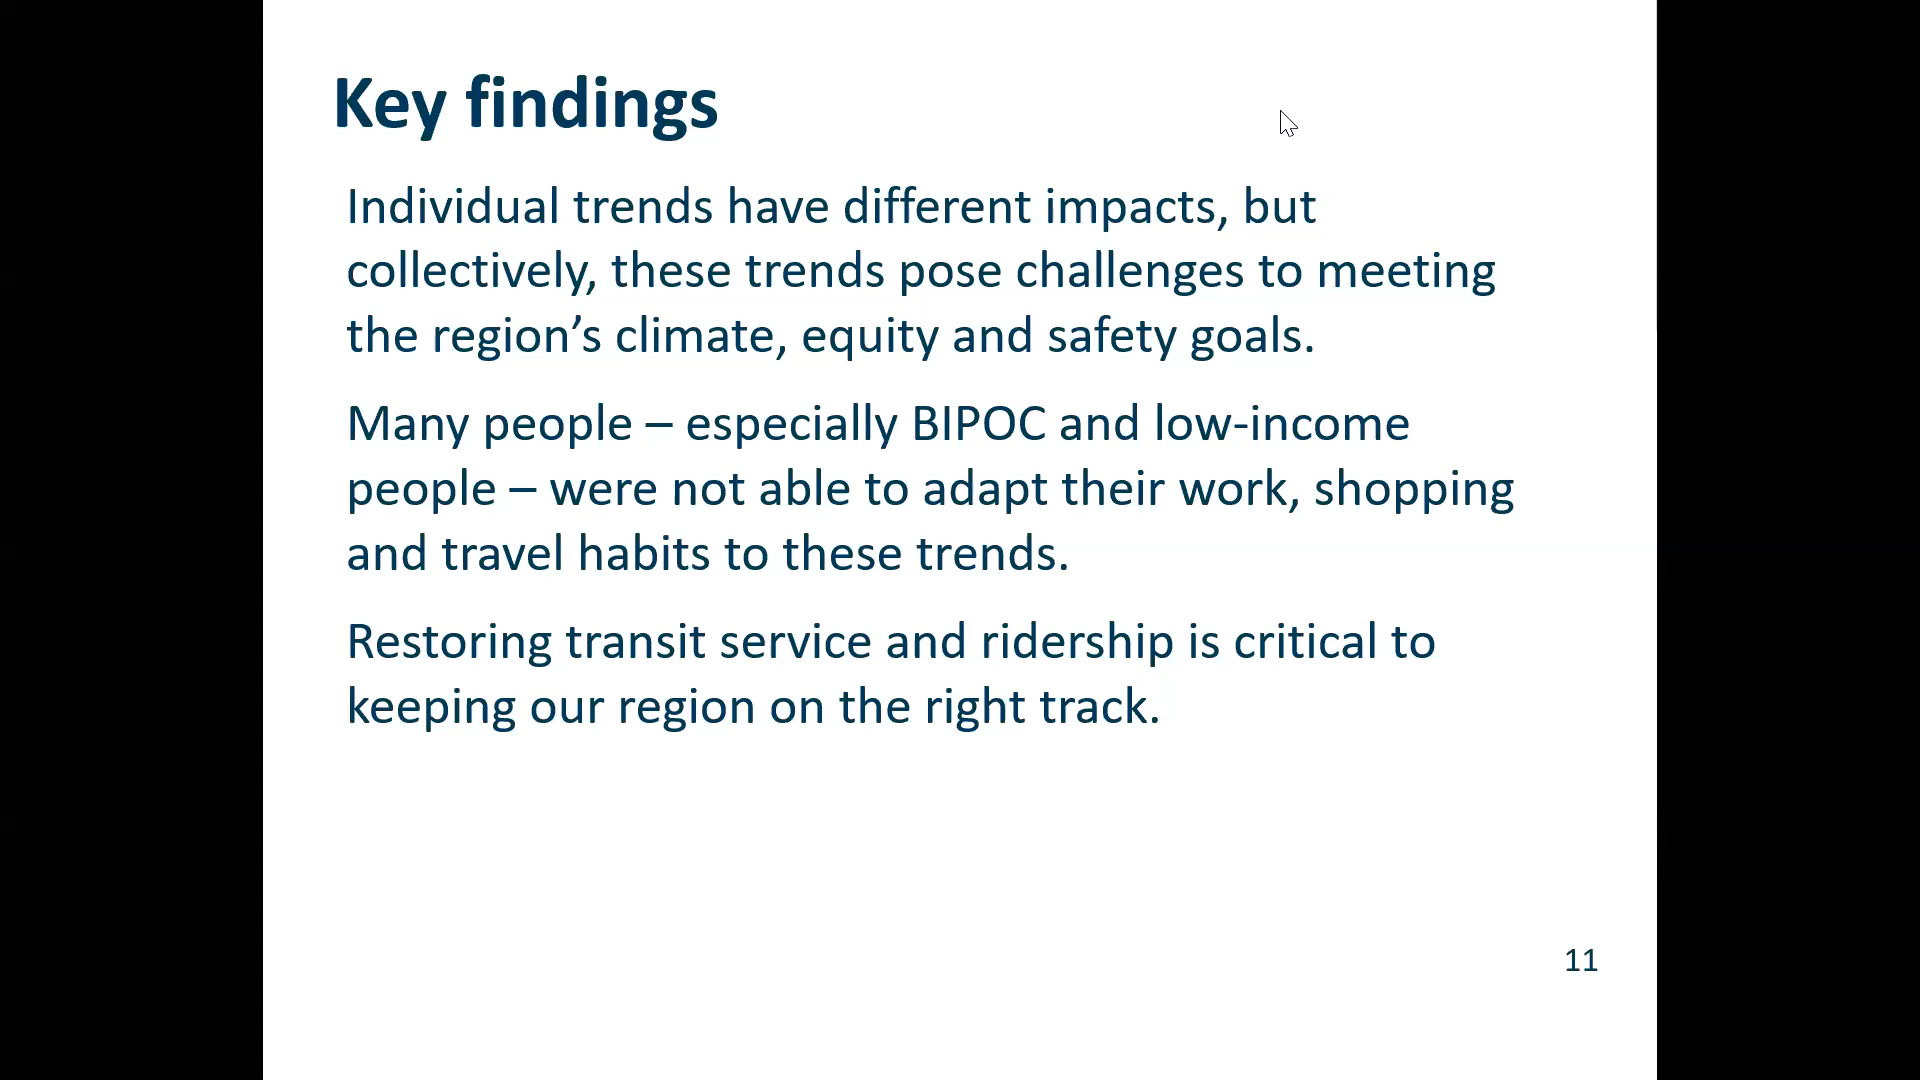 Key findings
Individual trends have different impacts, but
collectively, these trends pose challenges to meeting
the region’s climate, equity and safety goals.
Many people – especially BIPOC and low-income
people – were not able to adapt their work, shopping
and travel habits to these trends.
Restoring transit service and ridership is critical to
keeping our region on the right track.
11